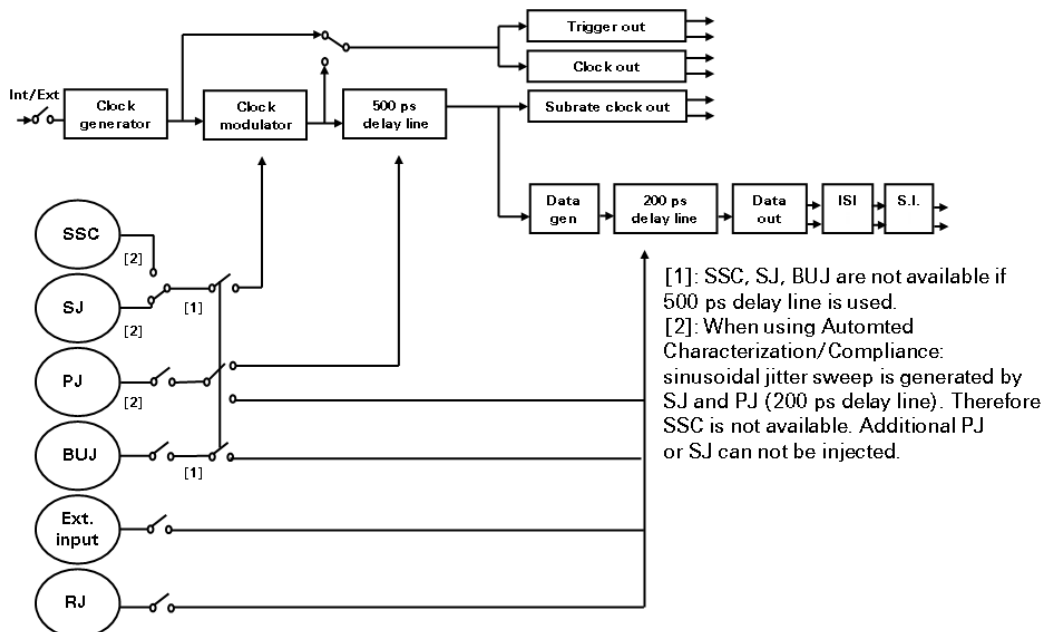 Trigger out
Clock out
Int/Ext
Clock
generator
Clock
modulator
500 ps
delay line
Subrate clock out
Data
gen
200 ps
delay line
Data
out
ISI
S.I.
SSC
[2]
SJ
[2]
[1]
PJ
[2]
BUJ
[1]
Ext.
input
RJ
[1]: SSC, SJ, BUJ are not available if
500 ps delay line is used.
[2]: When using Automted
Characterization/Compliance:
sinusoidal jitter sweep is generated by
SJ and PJ (200 ps delay line). Therefore
SSC is not available. Additional PJ
or SJ can not be injected.